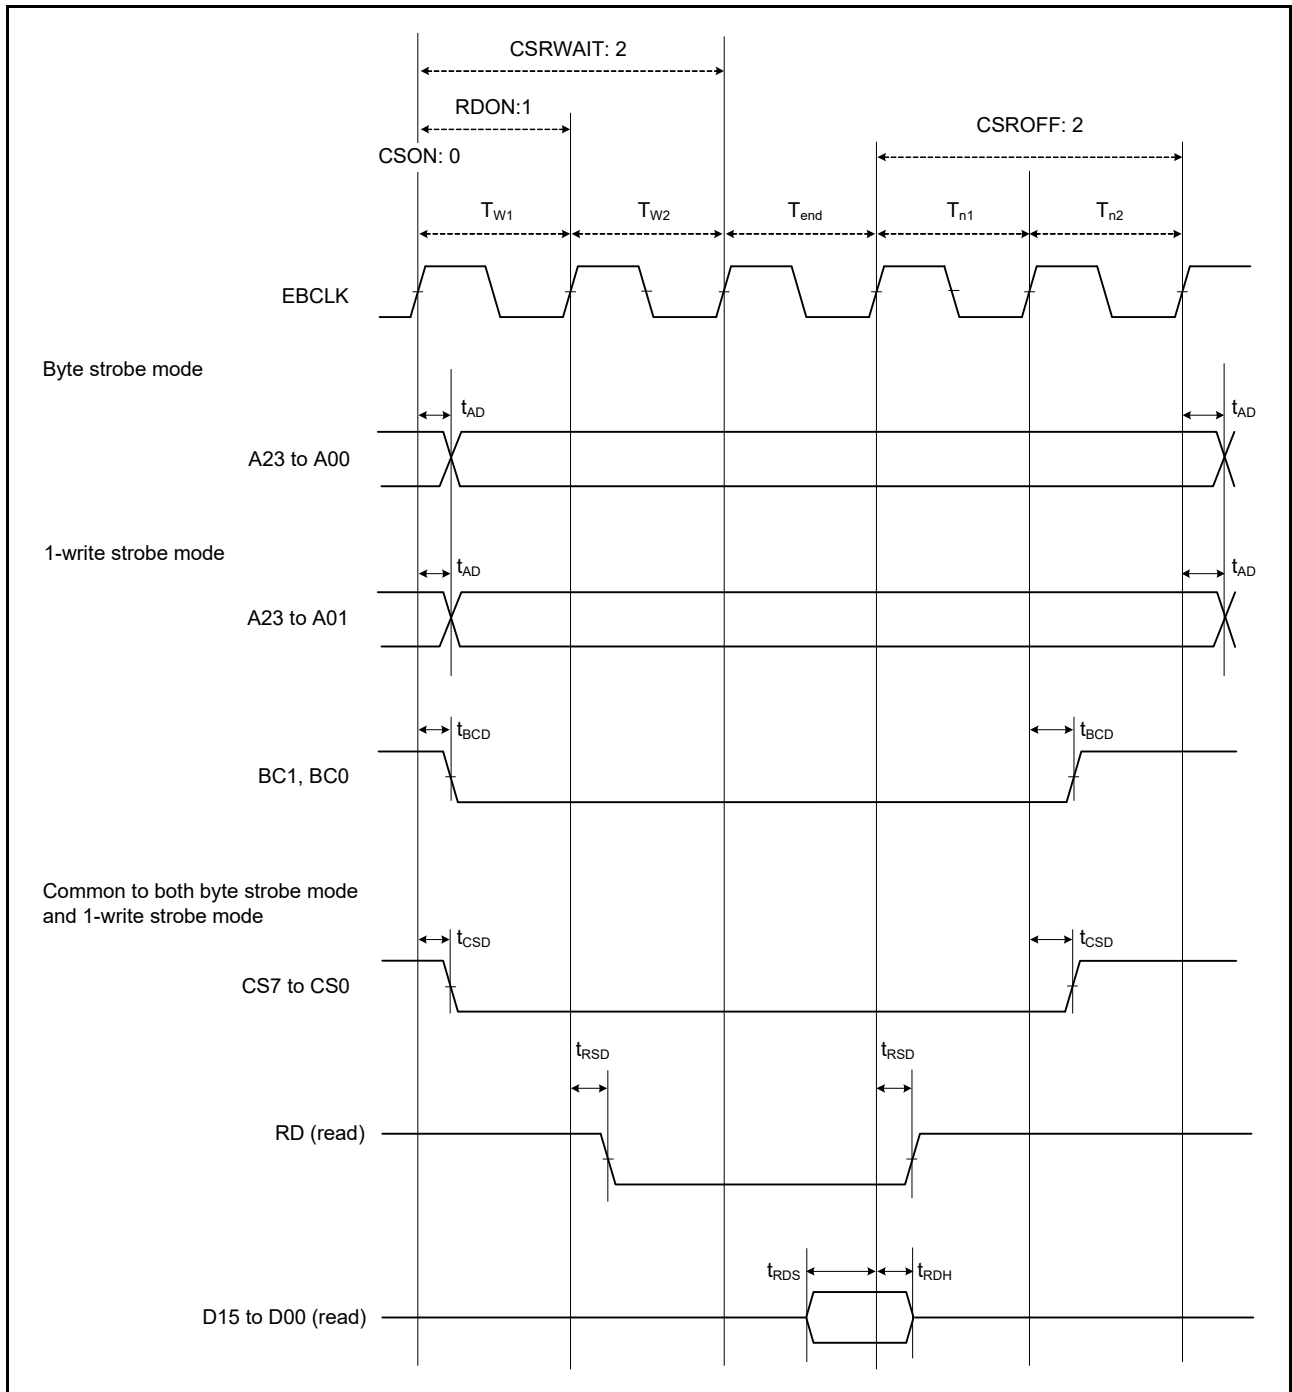 CSRWAIT: 2
RDON:1
CSROFF: 2
CSON: 0
TW1 TW2 Tend Tn1 Tn2
EBCLK
Byte strobe mode
tAD tAD
A23 to A00
1-write strobe mode
tAD tAD
A23 to A01
tBCD tBCD
BC1, BC0
Common to both byte strobe mode
and 1-write strobe mode
tCSD tCSD
CS7 to CS0
tRSD tRSD
RD (read)
tRDS tRDH
D15 to D00 (read)